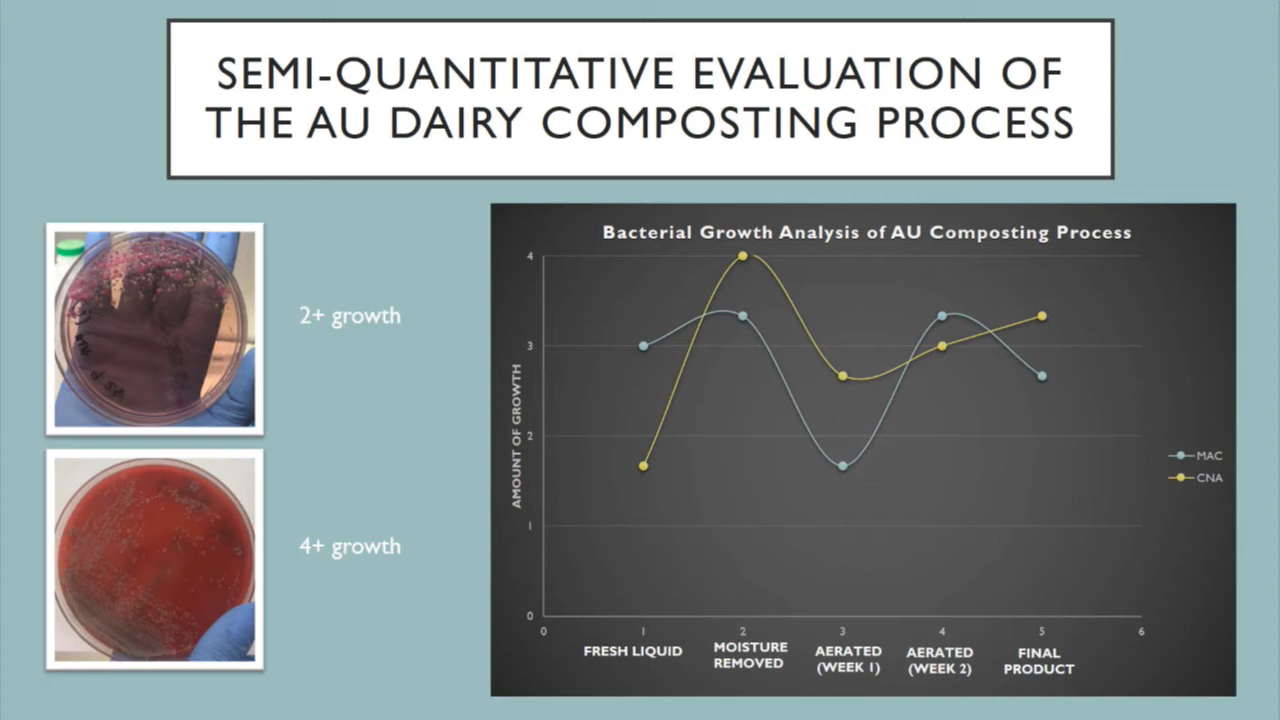 SEMI-QUANTITATIVE EVALUATION OF
THE AU DAIRY COMPOSTING PROCESS
2+ growth
4+ growth
Bacterial Growth Analysis of AU Composting Process
AMOUNT OF GROWTH
4
3
2
1
0
0 1 2 3 4 5 6
FRESH LIQUID
MOISTURE
REMOVED
AERATED
(WEEK 1)
AERATED
(WEEK 2)
FINAL
PRODUCT
MAC
CNA